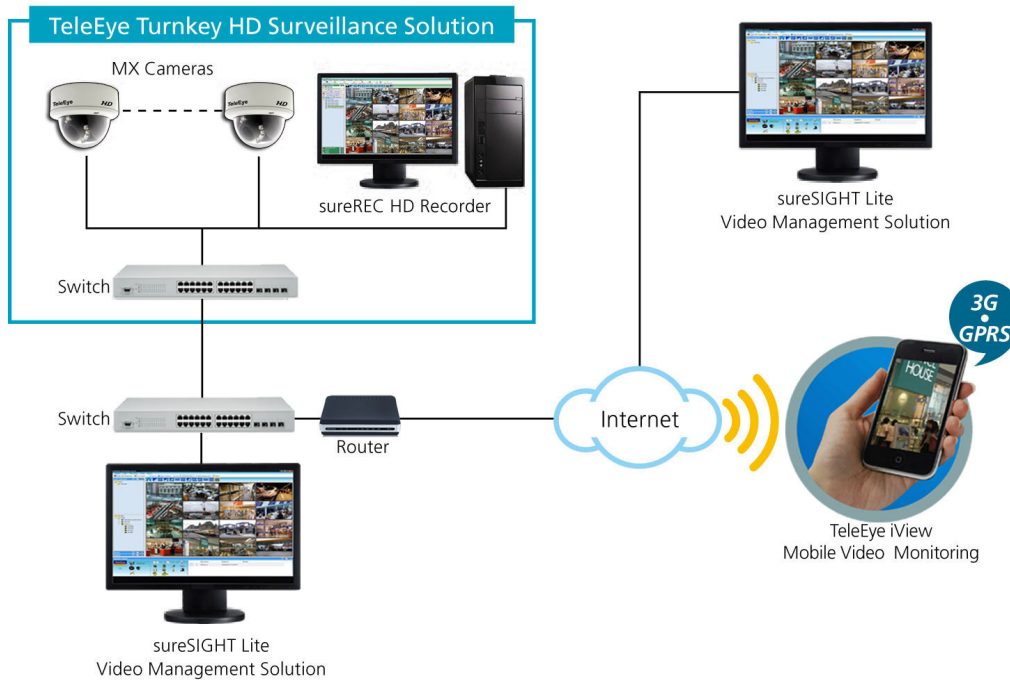 TeleEye Turnkey HD Surveillance Solution
MX Cameras
TeleEye HD
TeleEye HD
sureREC HD Recorder
Switch
sureSIGHT Lite
Video Management Solution
3G
GPRS
HOUSE
Switch
Router
Internet
TeleEye iView
Mobile Video Monitoring
sureSIGHT Lite
Video Management Solution